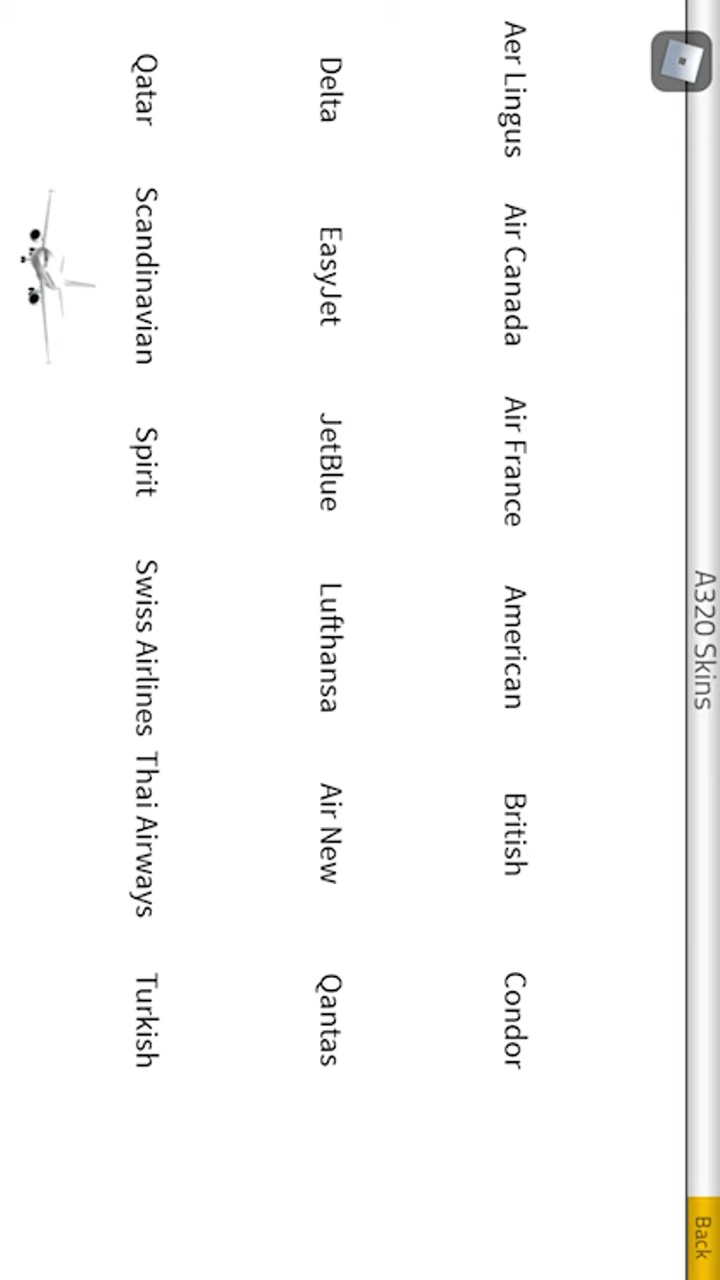 A320 Skins
Back
Aer Lingus Air Canada Air France American British Condor
Delta EasyJet JetBlue Lufthansa Air New Qantas
Qatar Scandinavian Spirit Swiss Airlines Thai Airways Turkish